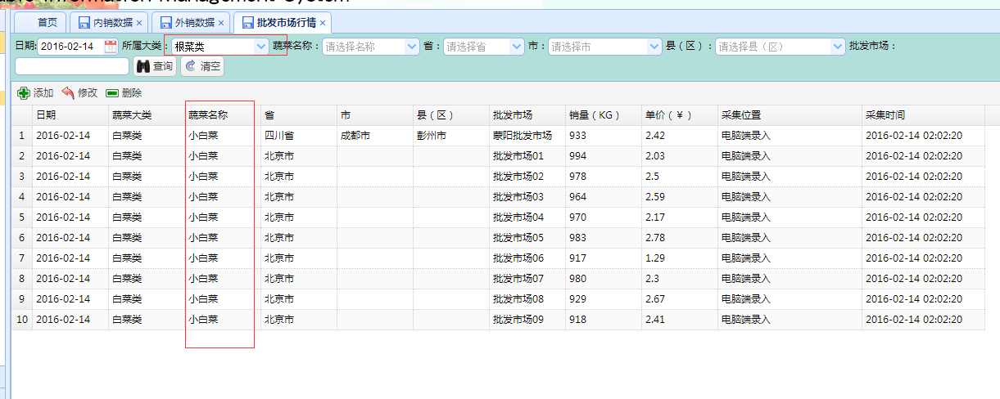 Information Management System
首页 内销数据 × 外销数据 × 批发市场行情 ×
日期: 2016-02-14 所属大类： 根菜类 蔬菜名称： 请选择名称 省： 请选择省 市： 请选择市 县（区）： 请选择县（区） 批发市场：
查询 清空
添加 修改 删除
日期 蔬菜大类 蔬菜名称 省 市 县（区） 批发市场 销量（KG） 单价（¥） 采集位置 采集时间
1 2016-02-14 白菜类 小白菜 四川省 成都市 彭州市 蒙阳批发市场 933 2.42 电脑端录入 2016-02-14 02:02:20
2 2016-02-14 白菜类 小白菜 北京市 批发市场01 994 2.03 电脑端录入 2016-02-14 02:02:20
3 2016-02-14 白菜类 小白菜 北京市 批发市场02 978 2.5 电脑端录入 2016-02-14 02:02:20
4 2016-02-14 白菜类 小白菜 北京市 批发市场03 964 2.59 电脑端录入 2016-02-14 02:02:20
5 2016-02-14 白菜类 小白菜 北京市 批发市场04 970 2.17 电脑端录入 2016-02-14 02:02:20
6 2016-02-14 白菜类 小白菜 北京市 批发市场05 983 2.78 电脑端录入 2016-02-14 02:02:20
7 2016-02-14 白菜类 小白菜 北京市 批发市场06 917 1.29 电脑端录入 2016-02-14 02:02:20
8 2016-02-14 白菜类 小白菜 北京市 批发市场07 980 2.3 电脑端录入 2016-02-14 02:02:20
9 2016-02-14 白菜类 小白菜 北京市 批发市场08 929 2.67 电脑端录入 2016-02-14 02:02:20
10 2016-02-14 白菜类 小白菜 北京市 批发市场09 918 2.41 电脑端录入 2016-02-14 02:02:20